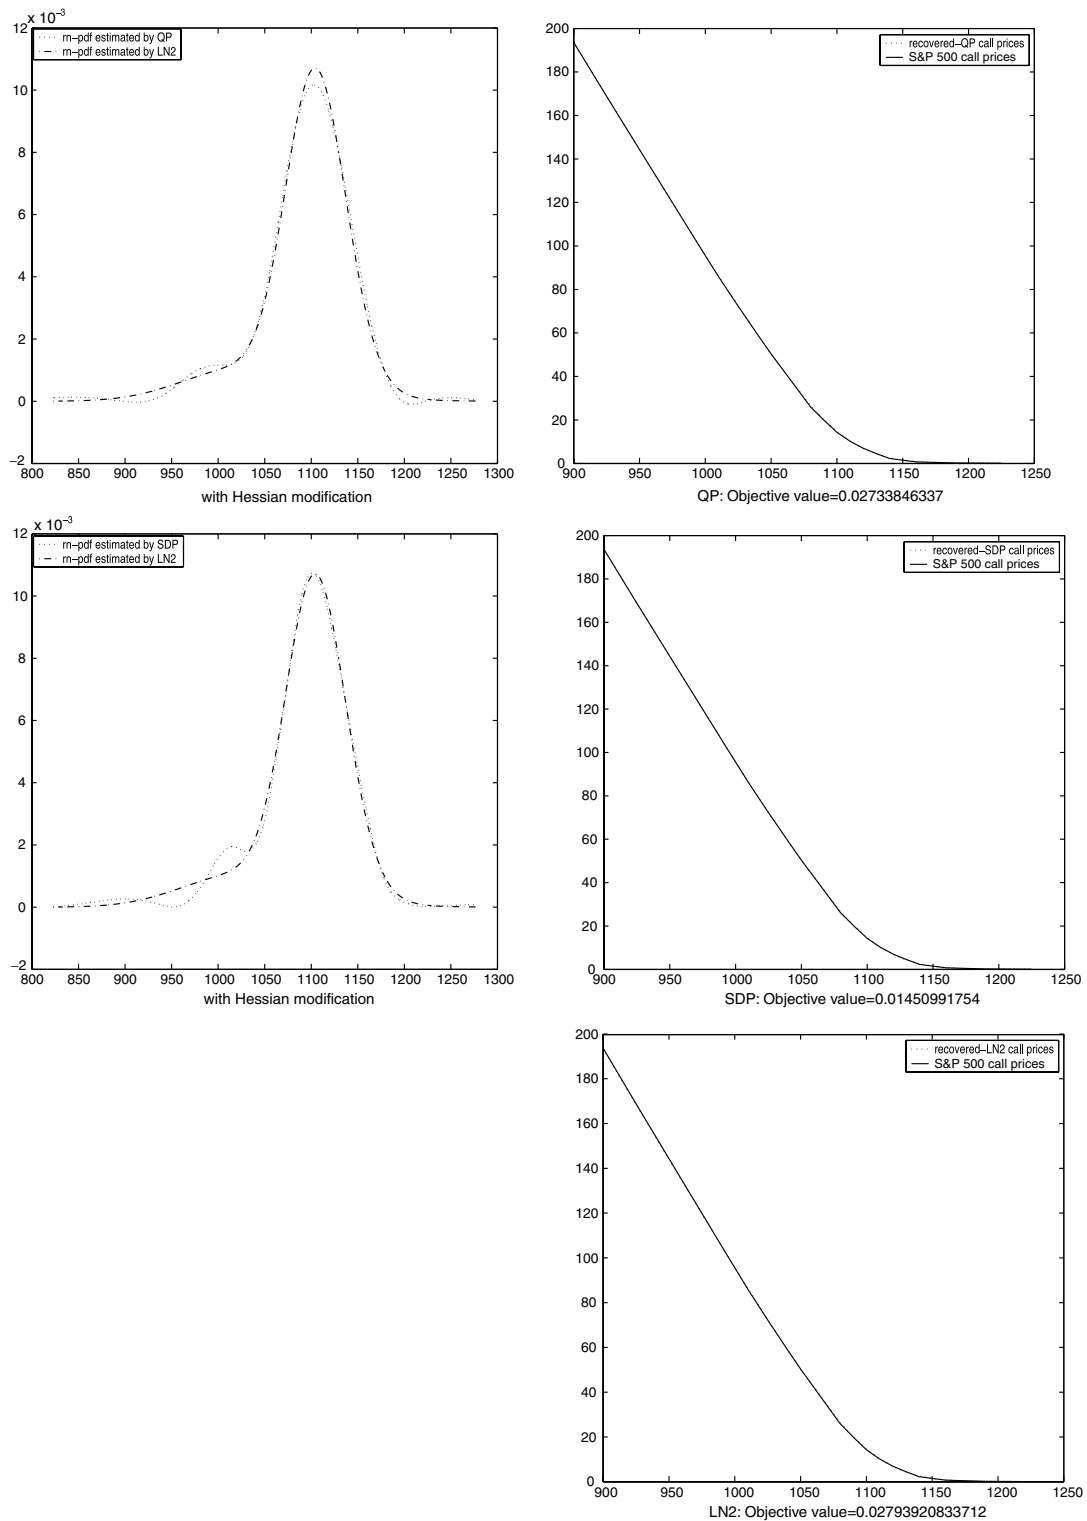 x 10⁻³
12
10
8
6
4
2
0
−2
800 850 900 950 1000 1050 1100 1150 1200 1250 1300
rn−pdf estimated by QP
rn−pdf estimated by LN2
with Hessian modification
200
180
160
140
120
100
80
60
40
20
0
900 950 1000 1050 1100 1150 1200 1250
recovered−QP call prices
S&P 500 call prices
QP: Objective value=0.02733846337
x 10⁻³
12
10
8
6
4
2
0
−2
800 850 900 950 1000 1050 1100 1150 1200 1250 1300
rn−pdf estimated by SDP
rn−pdf estimated by LN2
with Hessian modification
200
180
160
140
120
100
80
60
40
20
0
900 950 1000 1050 1100 1150 1200 1250
recovered−SDP call prices
S&P 500 call prices
SDP: Objective value=0.01450991754
200
180
160
140
120
100
80
60
40
20
0
900 950 1000 1050 1100 1150 1200 1250
recovered−LN2 call prices
S&P 500 call prices
LN2: Objective value=0.02793920833712